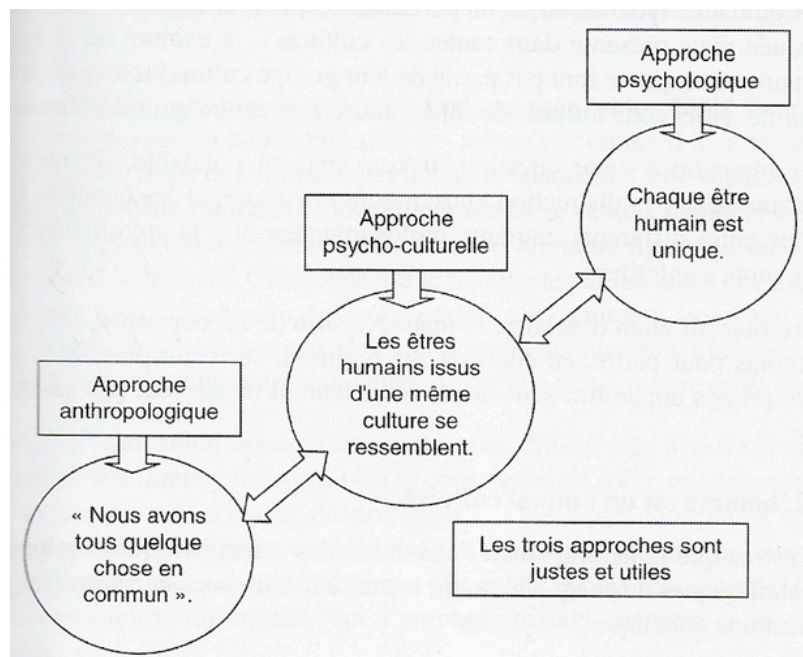 Approche
psychologique
Chaque être
humain est
unique.
Approche
psycho-culturelle
Les êtres
humains issus
d'une même
culture se
ressemblent.
Approche
anthropologique
« Nous avons
tous quelque
chose en
commun ».
Les trois approches sont
justes et utiles